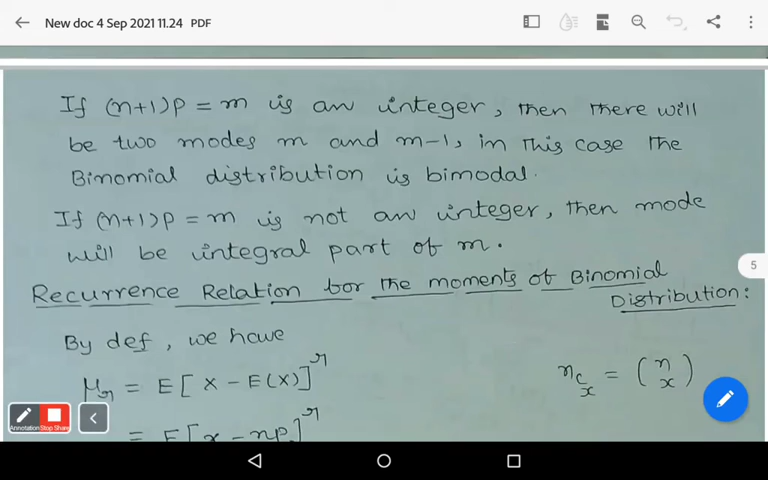 New doc 4 Sep 2021 11.24 PDF
If (n+1)p = m is an integer, then there will
be two modes m and m-1, in this case the
Binomial distribution is bimodal.
If (n+1)p = m is not an integer, then mode
will be integral part of m.
5
Recurrence Relation for the moments of Binomial
Distribution:
By def, we have
μr = E[x - E(x)]^r
nCx = (n x)
= E[x - np]^r
Annotation Stop Share